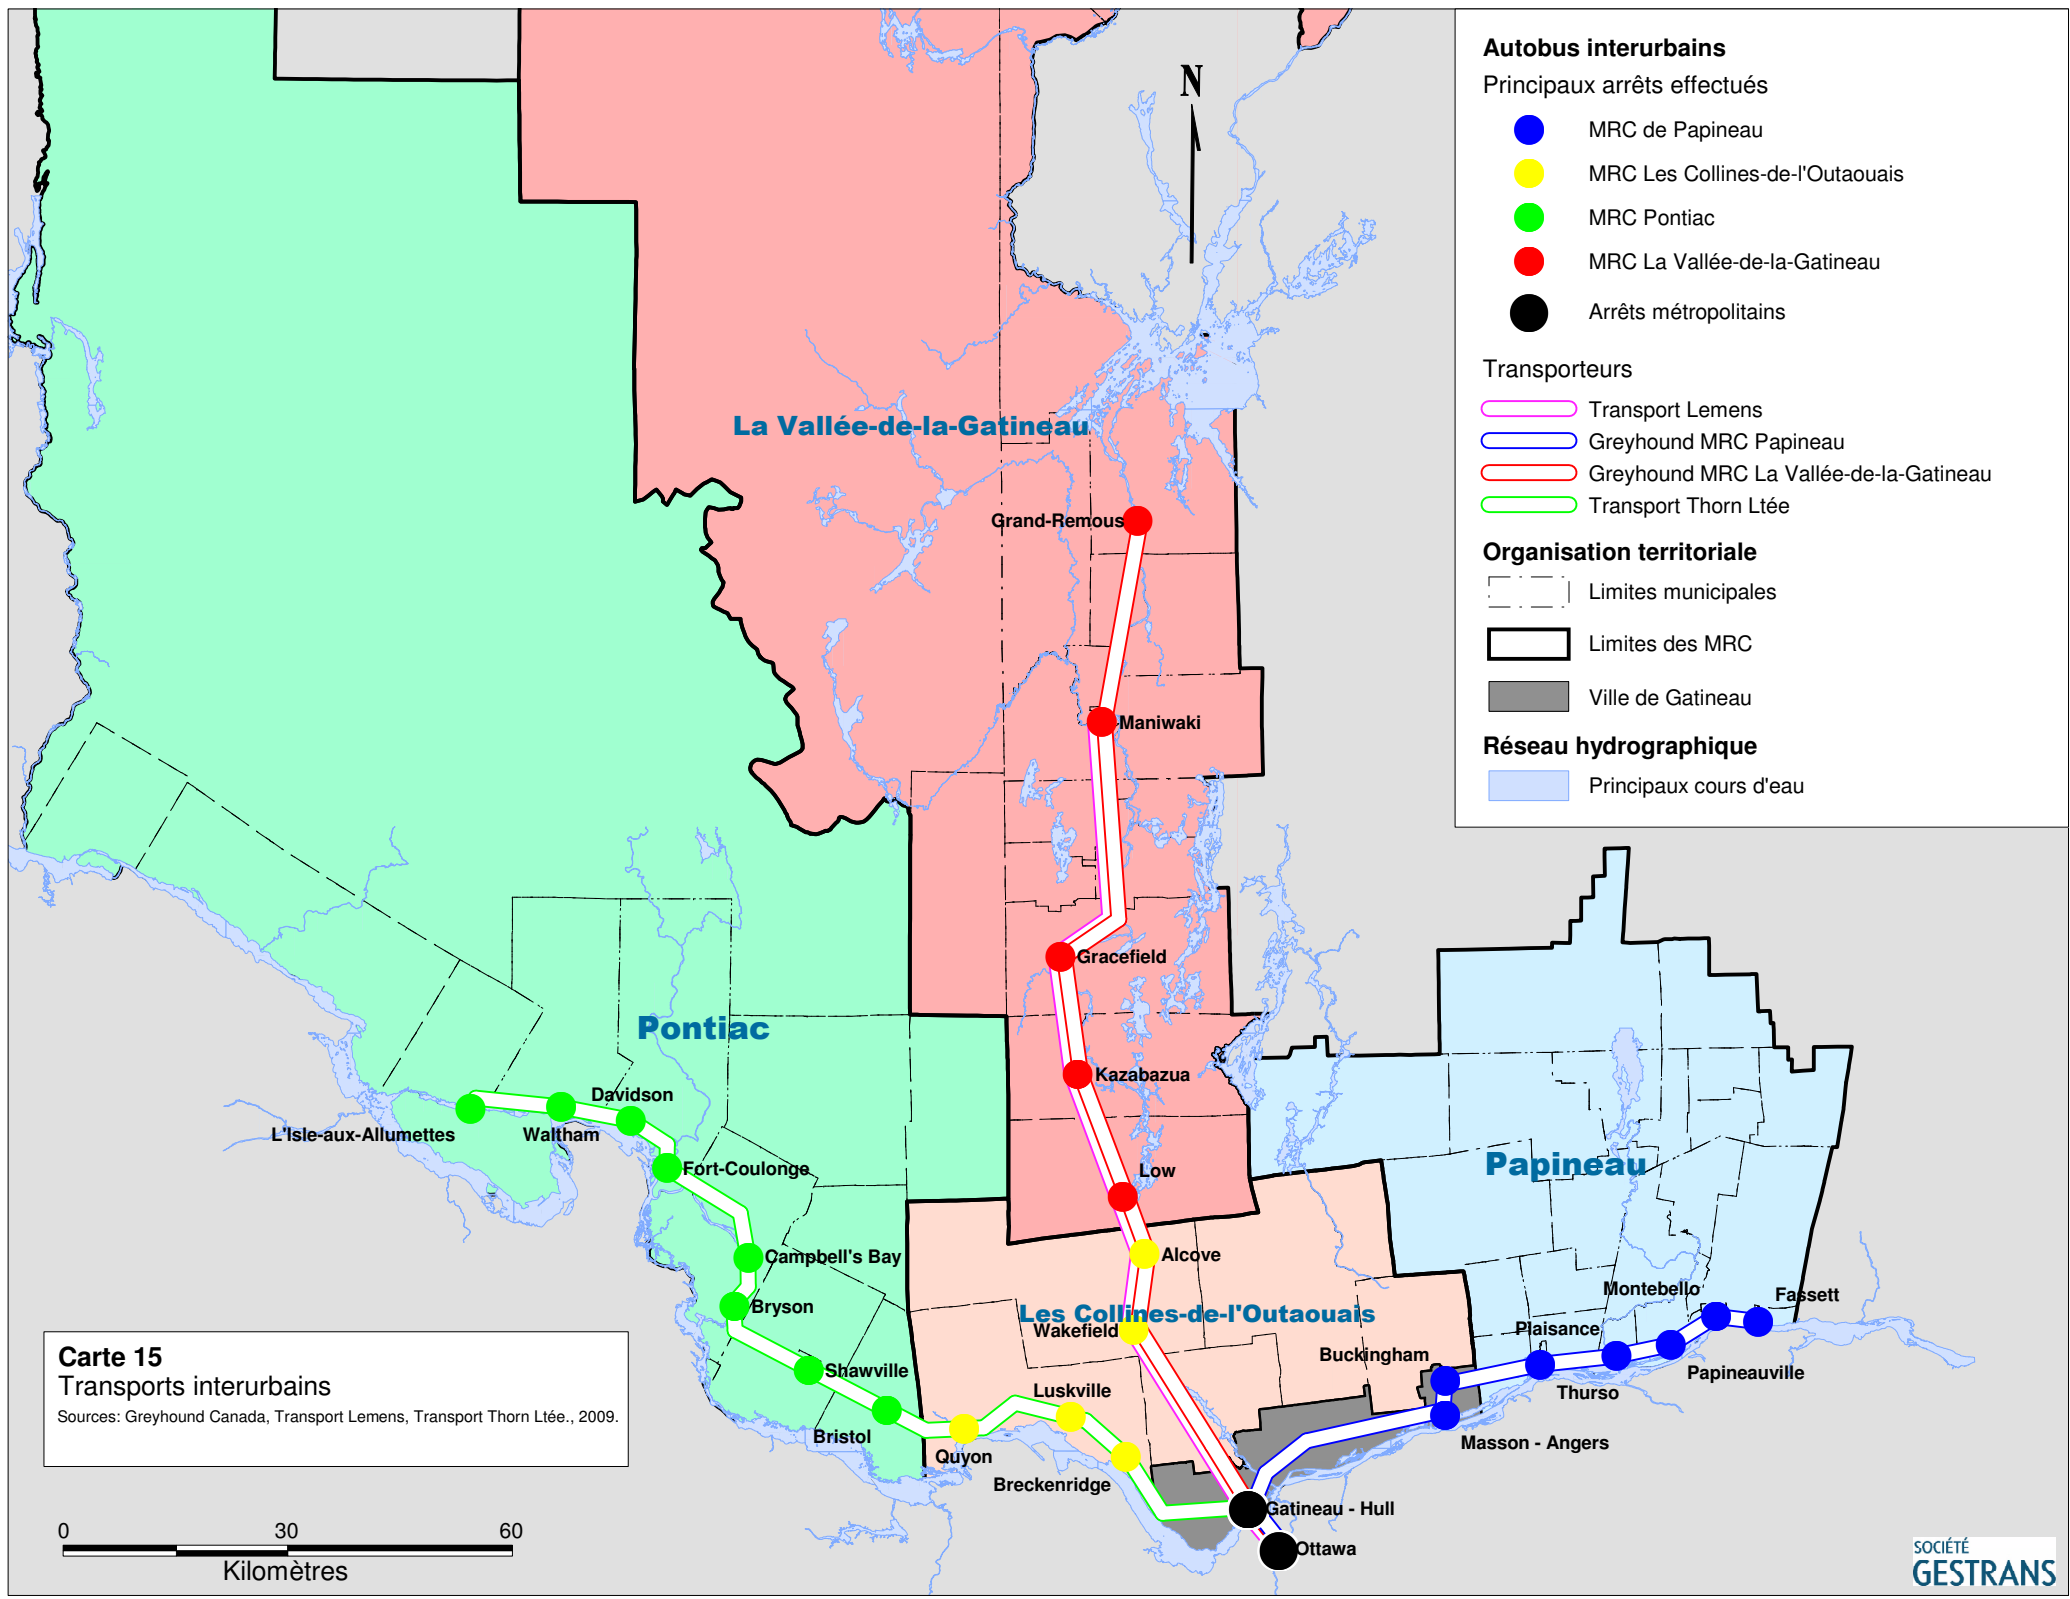 N
Autobus interurbains
Principaux arrêts effectués
MRC de Papineau
MRC Les Collines-de-l'Outaouais
MRC Pontiac
MRC La Vallée-de-la-Gatineau
Arrêts métropolitains
Transporteurs
Transport Lemens
Greyhound MRC Papineau
Greyhound MRC La Vallée-de-la-Gatineau
Transport Thorn Ltée
Organisation territoriale
Limites municipales
Limites des MRC
Ville de Gatineau
Réseau hydrographique
Principaux cours d'eau
La Vallée-de-la-Gatineau
Grand-Remous
Maniwaki
Gracefield
Pontiac
Kazabazua
Davidson
L'Isle-aux-Allumettes
Waltham
Fort-Coulonge
Low
Papineau
Campbell's Bay
Alcove
Bryson
Les Collines-de-l'Outaouais
Wakefield
Montebello
Fassett
Plaisance
Buckingham
Papineauville
Thurso
Shawville
Luskville
Bristol
Quyon
Masson - Angers
Breckenridge
Gatineau - Hull
Ottawa
Carte 15
Transports interurbains
Sources: Greyhound Canada, Transport Lemens, Transport Thorn Ltée., 2009.
0 30 60
Kilomètres
SOCIÉTÉ
GESTRANS